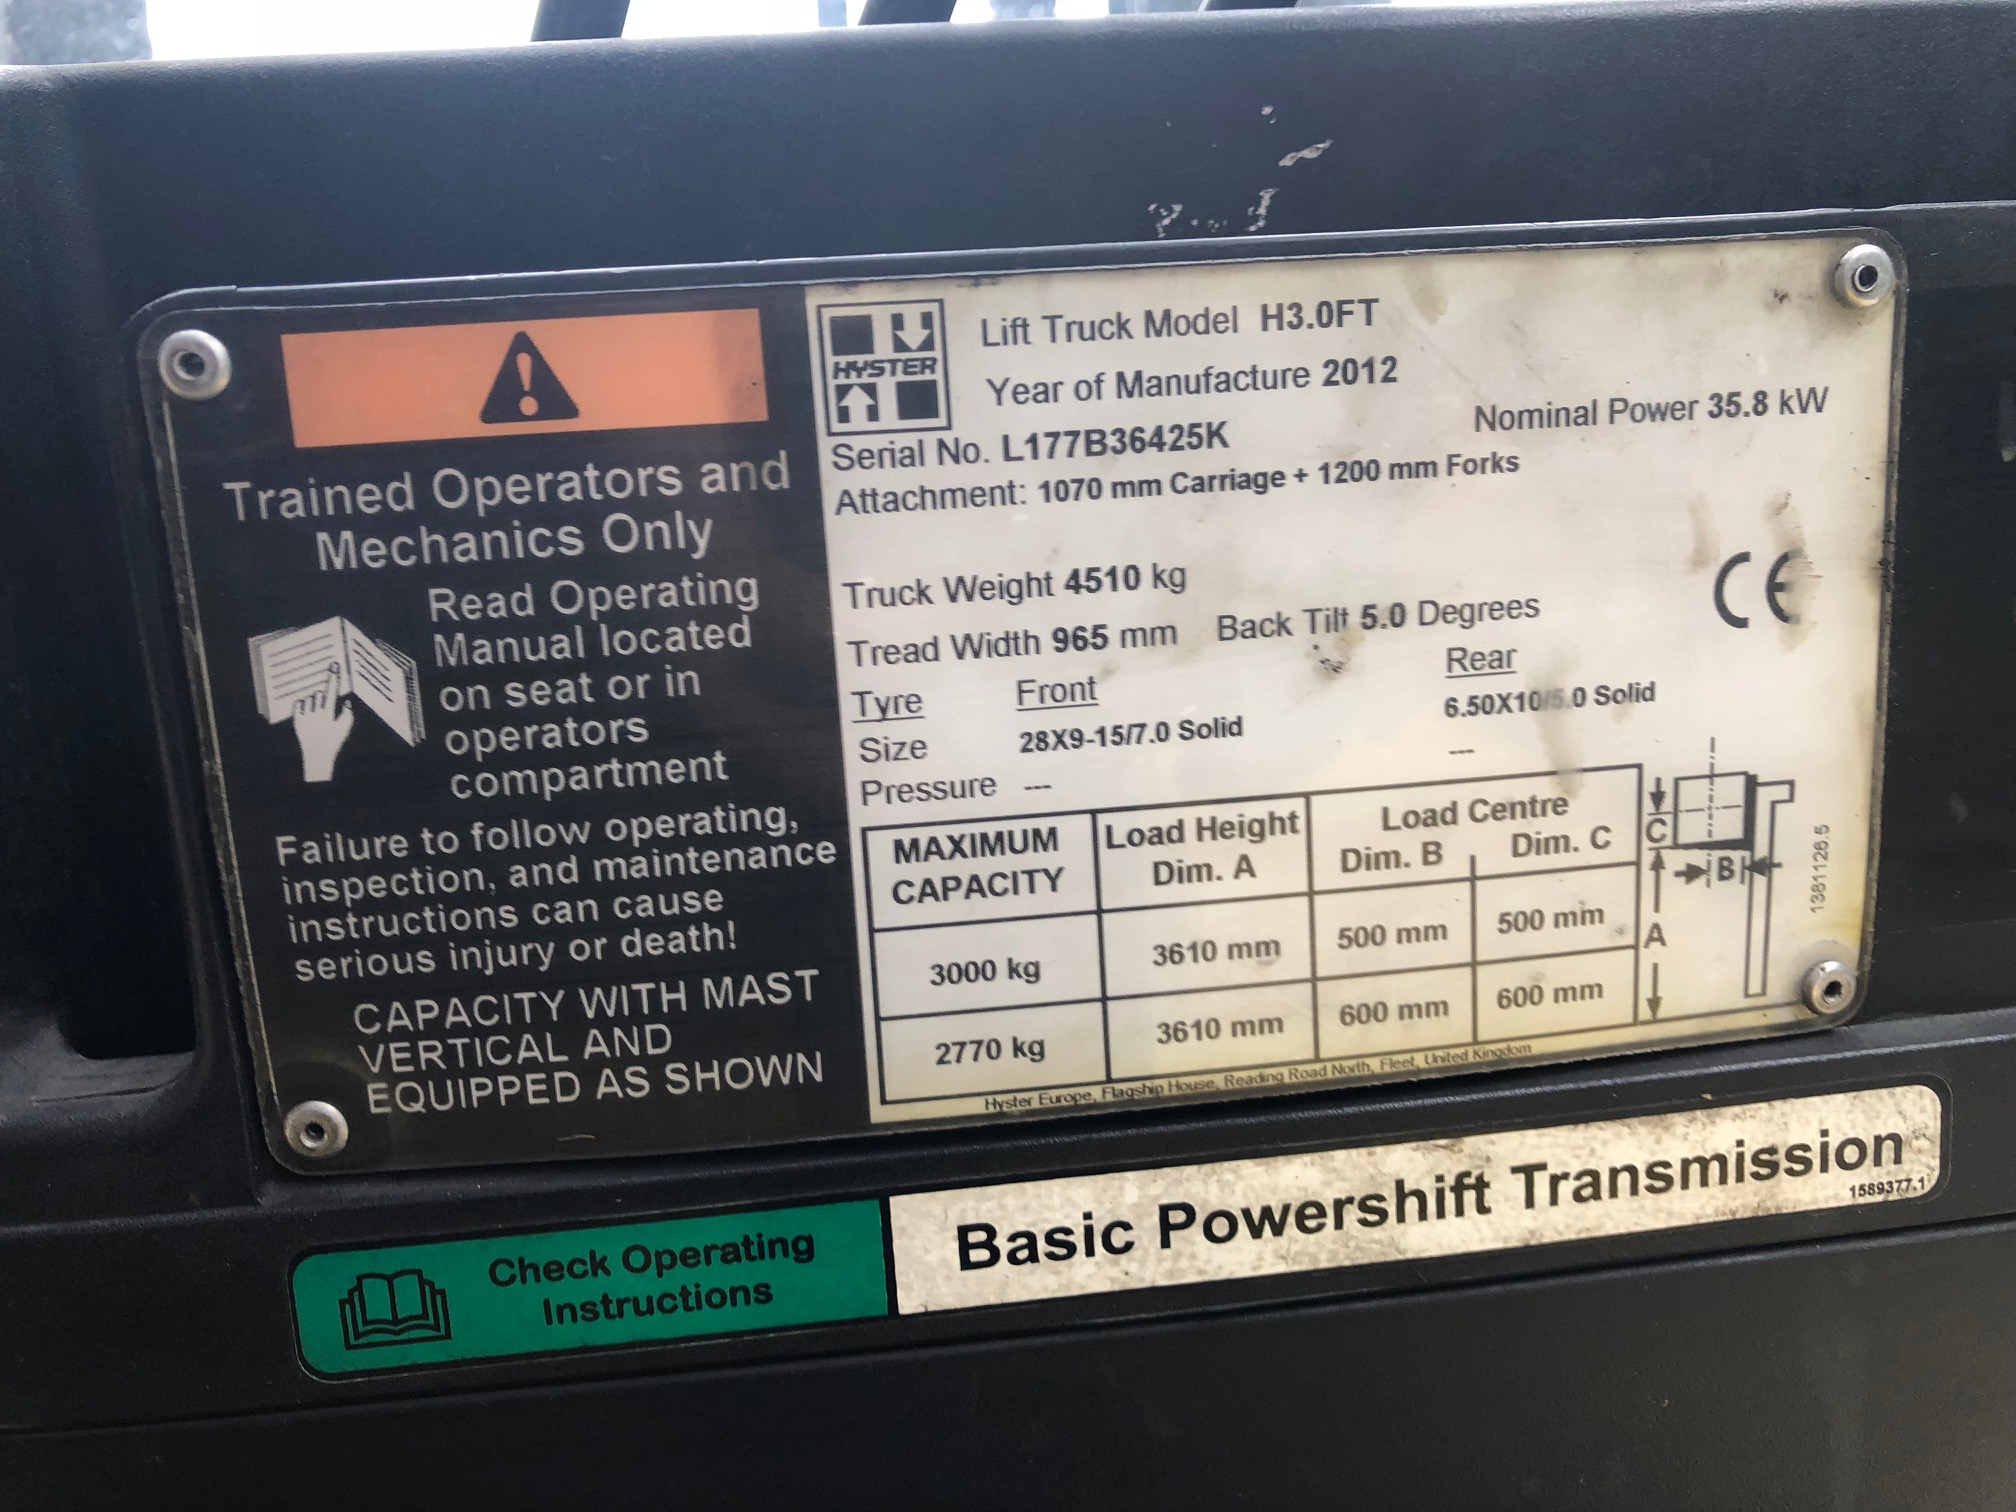 Trained Operators and
Mechanics Only
Read Operating
Manual located
on seat or in
operators
compartment
Failure to follow operating,
inspection, and maintenance
instructions can cause
serious injury or death!
CAPACITY WITH MAST
VERTICAL AND
EQUIPPED AS SHOWN
HYSTER
Lift Truck Model H3.0FT
Year of Manufacture 2012
Serial No. L177B36425K Nominal Power 35.8 kW
Attachment: 1070 mm Carriage + 1200 mm Forks
CE
Truck Weight 4510 kg
Tread Width 965 mm Back Tilt 5.0 Degrees
Tyre Front Rear
Size 28X9-15/7.0 Solid 6.50X10/5.0 Solid
Pressure --- ---
MAXIMUM CAPACITY Load Height Dim. A Load Centre Dim. B Dim. C
3000 kg 3610 mm 500 mm 500 mm
2770 kg 3610 mm 600 mm 600 mm
C
B
A
13811126.5
Hyster Europe, Flagship House, Reading Road North, Fleet, United Kingdom
Check Operating
Instructions
Basic Powershift Transmission
1589377.1